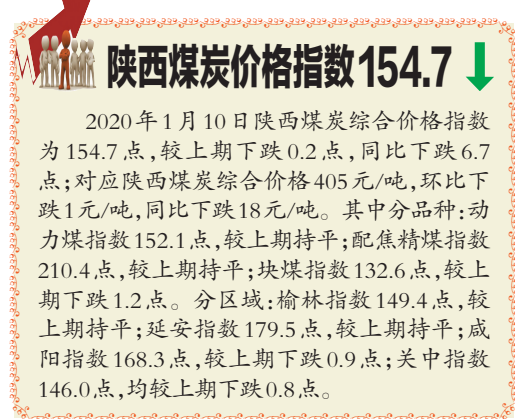 陕西煤炭价格指数154.7
2020年1月10日陕西煤炭综合价格指数
为154.7点,较上期下跌0.2点,同比下跌6.7
点;对应陕西煤炭综合价格405元/吨,环比下
跌1元/吨,同比下跌18元/吨。其中分品种:动
力煤指数152.1点,较上期持平;配焦精煤指数
210.4点,较上期持平;块煤指数132.6点,较上
期下跌1.2点。分区域:榆林指数149.4点,较
上期持平;延安指数179.5点,较上期持平;咸
阳指数168.3点,较上期下跌0.9点;关中指数
146.0点,均较上期下跌0.8点。